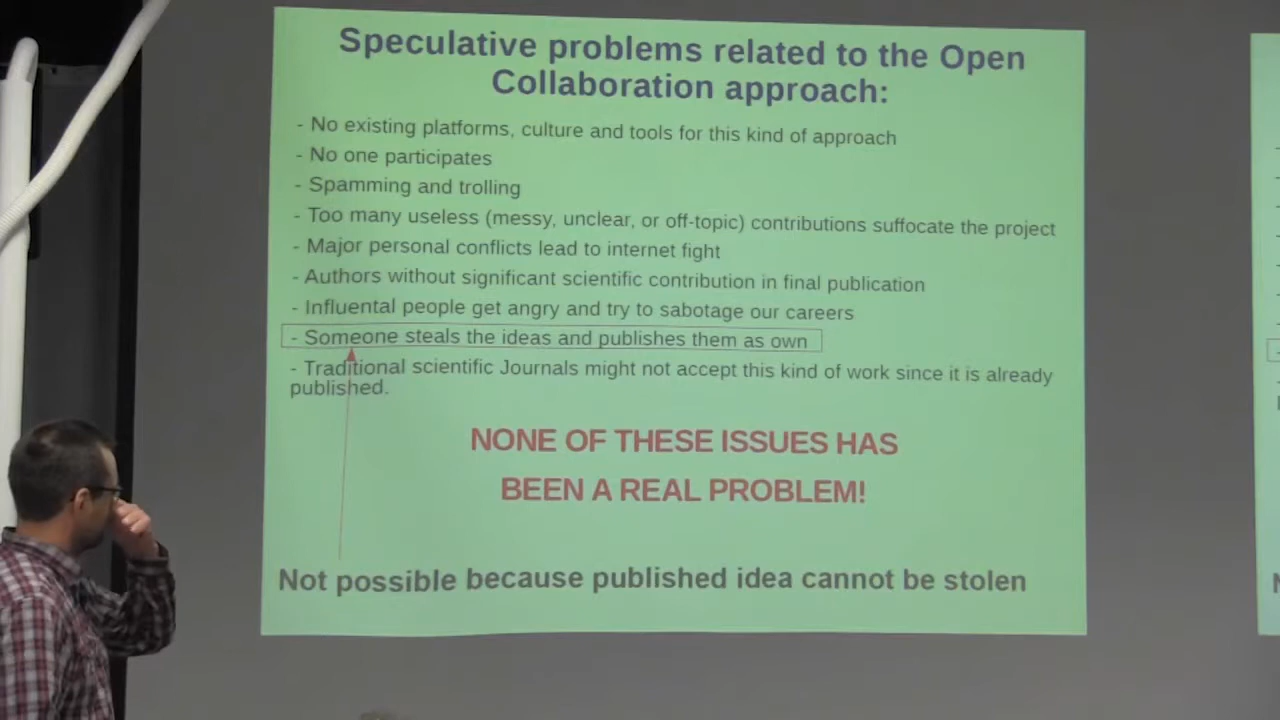 Speculative problems related to the Open
Collaboration approach:
- No existing platforms, culture and tools for this kind of approach
- No one participates
- Spamming and trolling
- Too many useless (messy, unclear, or off-topic) contributions suffocate the project
- Major personal conflicts lead to internet fight
- Authors without significant scientific contribution in final publication
- Influental people get angry and try to sabotage our careers
- Someone steals the ideas and publishes them as own
- Traditional scientific Journals might not accept this kind of work since it is already
published.
NONE OF THESE ISSUES HAS
BEEN A REAL PROBLEM!
Not possible because published idea cannot be stolen